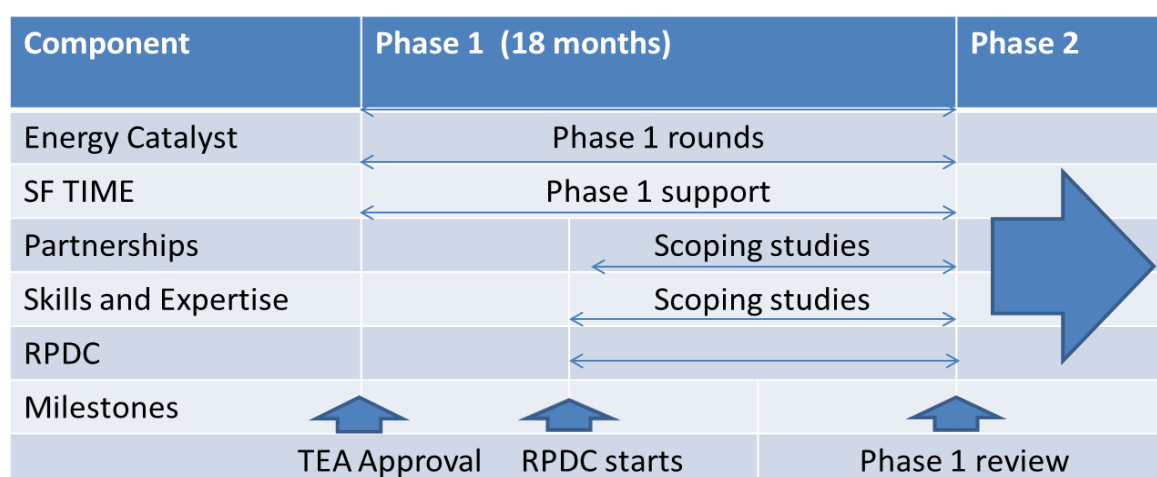 Component Phase 1 (18 months) Phase 2
Energy Catalyst Phase 1 rounds
SF TIME Phase 1 support
Partnerships Scoping studies
Skills and Expertise Scoping studies
RPDC
Milestones
TEA Approval RPDC starts Phase 1 review